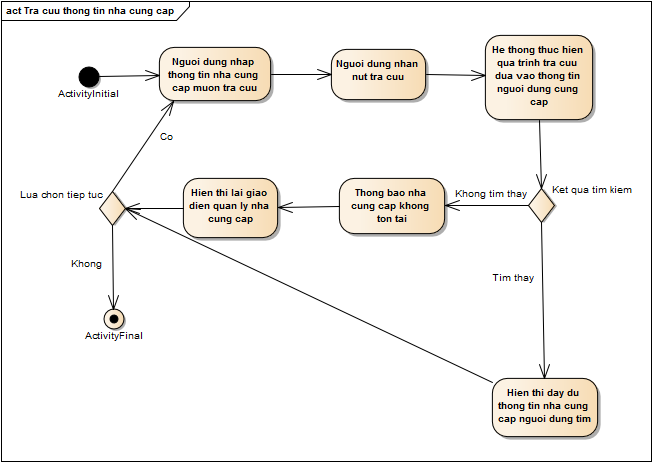 act Tra cuu thong tin nha cung cap
Nguoi dung nhap
thong tin nha cung
cap muon tra cuu
Nguoi dung nhan
nut tra cuu
He thong thuc hien
qua trinh tra cuu
dua vao thong tin
nguoi dung cung
cap
ActivityInitial
Co
Lua chon tiep tuc
Hien thi lai giao
dien quan ly nha
cung cap
Thong bao nha
cung cap khong
ton tai
Khong tim thay
Ket qua tim kiem
Khong
Tim thay
ActivityFinal
Hien thi day du
thong tin nha cung
cap nguoi dung tim